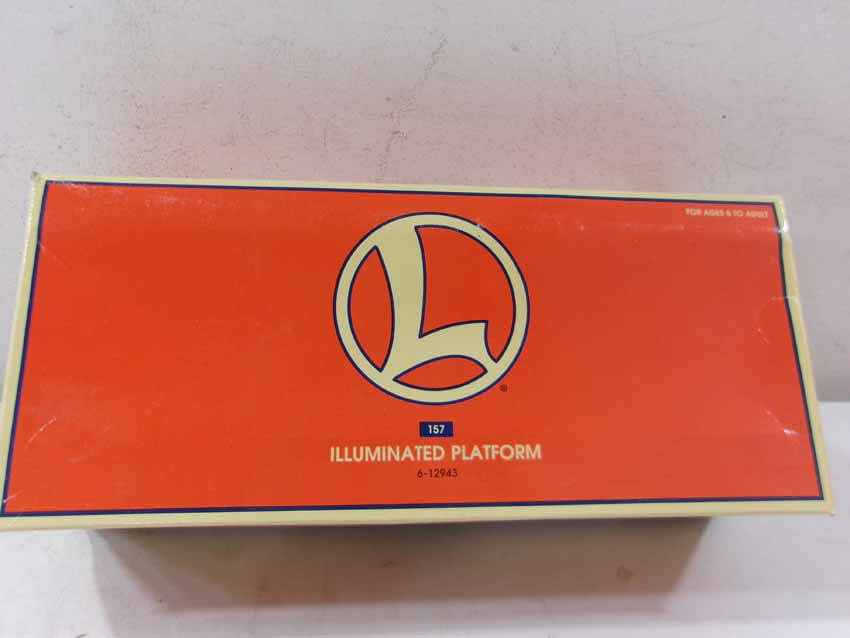 FOR AGES 8 TO ADULT
L
®
157
ILLUMINATED PLATFORM
6-12943